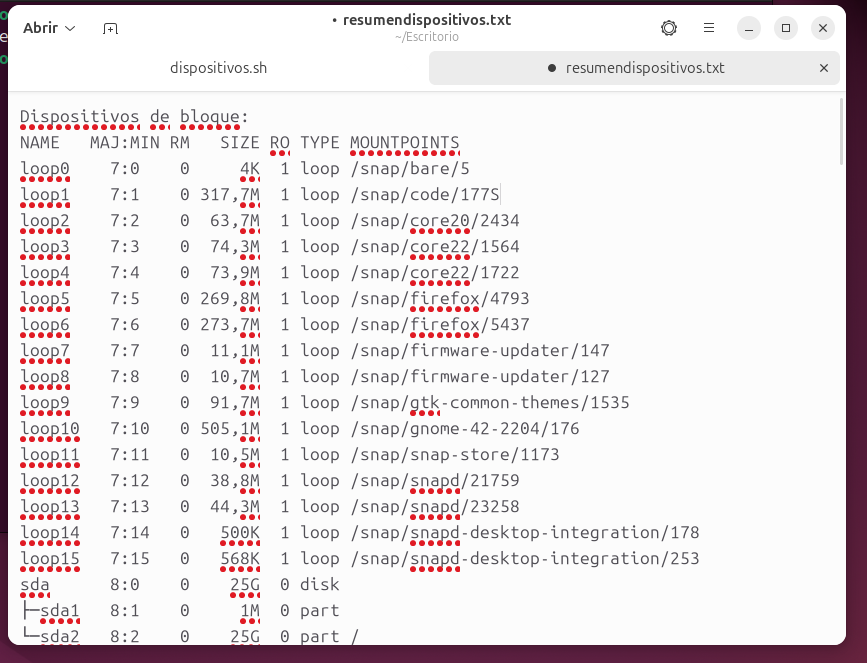 Abrir
• resumendispositivos.txt
~/Escritorio
dispositivos.sh
● resumendispositivos.txt
Dispositivos de bloque:
NAME   MAJ:MIN RM   SIZE RO TYPE MOUNTPOINTS
loop0    7:0    0     4K  1 loop /snap/bare/5
loop1    7:1    0 317,7M  1 loop /snap/code/177S
loop2    7:2    0  63,7M  1 loop /snap/core20/2434
loop3    7:3    0  74,3M  1 loop /snap/core22/1564
loop4    7:4    0  73,9M  1 loop /snap/core22/1722
loop5    7:5    0 269,8M  1 loop /snap/firefox/4793
loop6    7:6    0 273,7M  1 loop /snap/firefox/5437
loop7    7:7    0  11,1M  1 loop /snap/firmware-updater/147
loop8    7:8    0  10,7M  1 loop /snap/firmware-updater/127
loop9    7:9    0  91,7M  1 loop /snap/gtk-common-themes/1535
loop10   7:10   0 505,1M  1 loop /snap/gnome-42-2204/176
loop11   7:11   0  10,5M  1 loop /snap/snap-store/1173
loop12   7:12   0  38,8M  1 loop /snap/snapd/21759
loop13   7:13   0  44,3M  1 loop /snap/snapd/23258
loop14   7:14   0   500K  1 loop /snap/snapd-desktop-integration/178
loop15   7:15   0   568K  1 loop /snap/snapd-desktop-integration/253
sda      8:0    0    25G  0 disk
├─sda1   8:1    0     1M  0 part
└─sda2   8:2    0    25G  0 part /